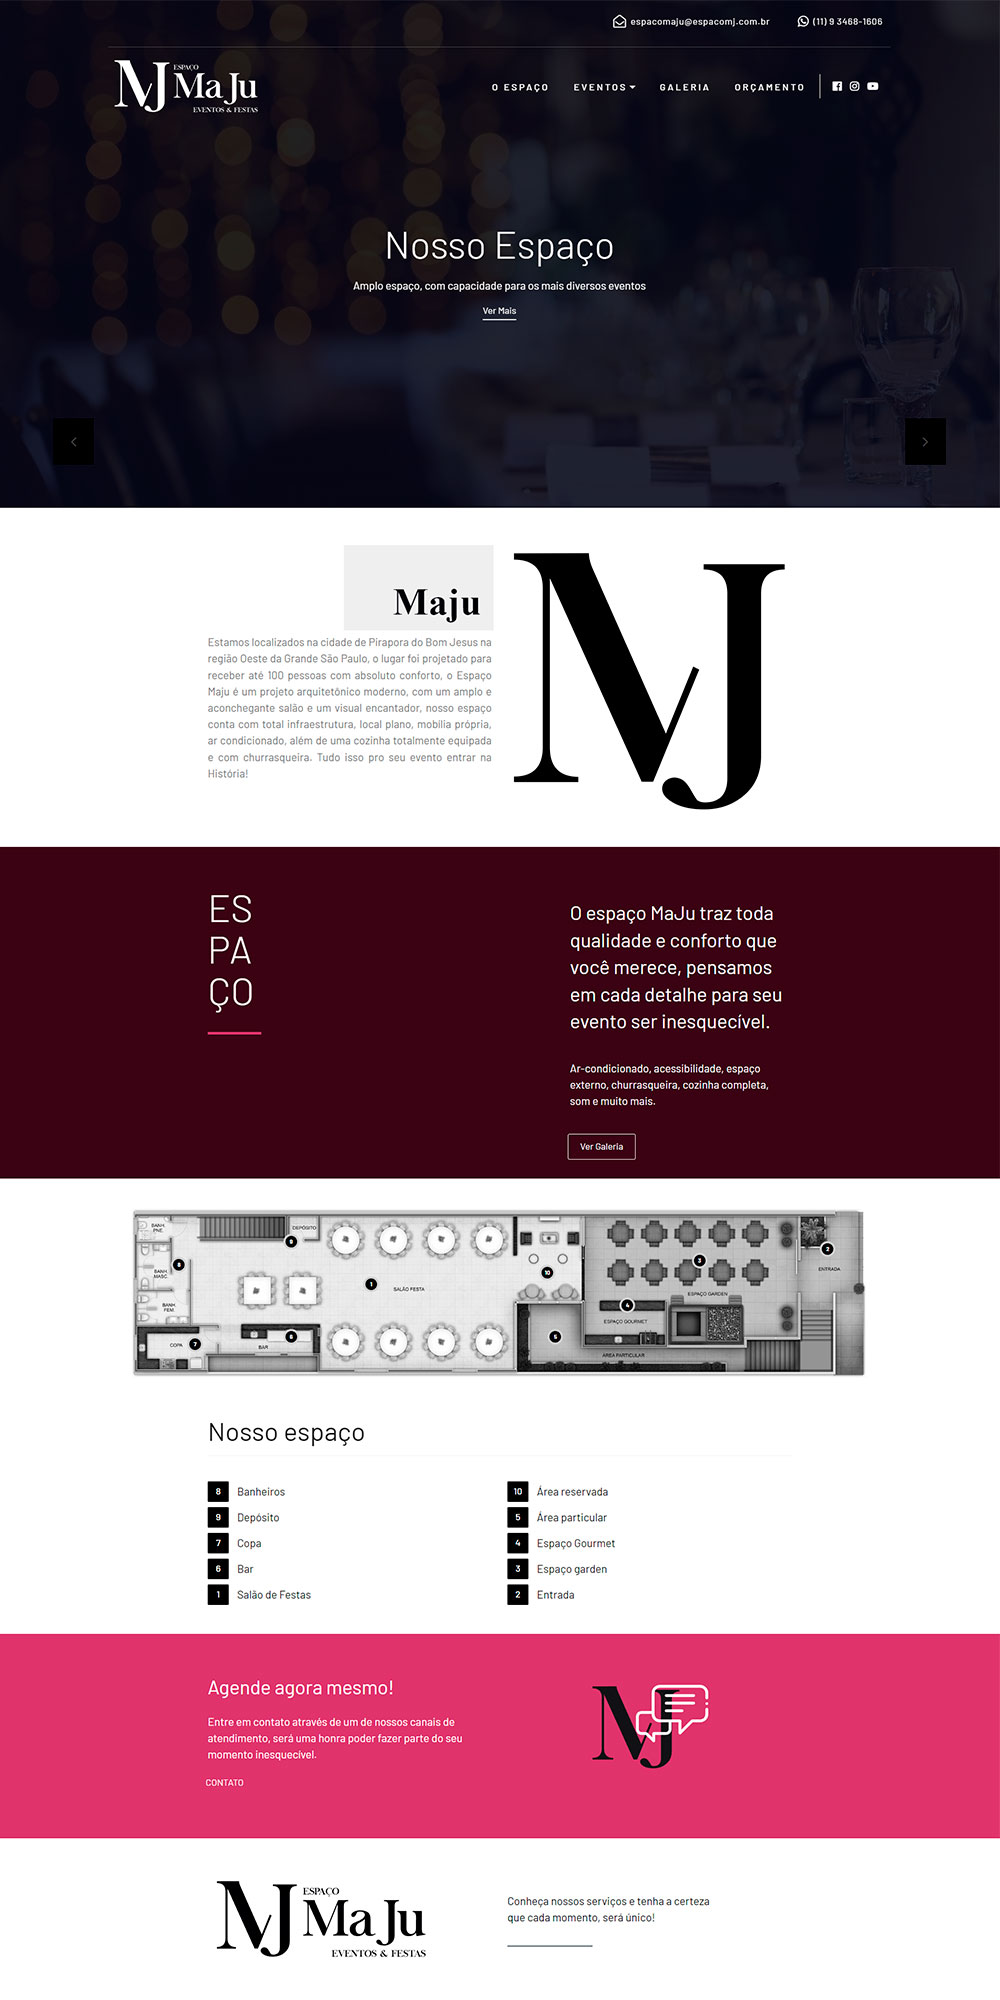 espacomaju@espacomj.com.br
(11) 9 3468-1606
MJ
ESPAÇO
MaJu
EVENTOS & FESTAS
O ESPAÇO
EVENTOS
GALERIA
ORÇAMENTO
Nosso Espaço
Amplo espaço, com capacidade para os mais diversos eventos
Ver Mais
Maju
Estamos localizados na cidade de Pirapora do Bom Jesus na
região Oeste da Grande São Paulo, o lugar foi projetado para
receber até 100 pessoas com absoluto conforto, o Espaço
Maju é um projeto arquitetônico moderno, com um amplo e
aconchegante salão e um visual encantador, nosso espaço
conta com total infraestrutura, local plano, mobília própria,
ar condicionado, além de uma cozinha totalmente equipada
e com churrasqueira. Tudo isso pro seu evento entrar na
História!
MJ
ES
PA
ÇO
O espaço MaJu traz toda
qualidade e conforto que
você merece, pensamos
em cada detalhe para seu
evento ser inesquecível.
Ar-condicionado, acessibilidade, espaço
externo, churrasqueira, cozinha completa,
som e muito mais.
Ver Galeria
BANH.
PNE.
DEPÓSITO
9
8
BANH.
MASC.
BANH.
FEM.
COPA
7
6
BAR
1
SALÃO FESTA
10
5
3
ESPAÇO GARDEN
4
ESPAÇO GOURMET
ÁREA PARTICULAR
2
ENTRADA
Nosso espaço
8 Banheiros
9 Depósito
7 Copa
6 Bar
1 Salão de Festas
10 Área reservada
5 Área particular
4 Espaço Gourmet
3 Espaço garden
2 Entrada
Agende agora mesmo!
Entre em contato através de um de nossos canais de
atendimento, será uma honra poder fazer parte do seu
momento inesquecível.
CONTATO
MJ
MJ
ESPAÇO
MaJu
EVENTOS & FESTAS
Conheça nossos serviços e tenha a certeza
que cada momento, será único!